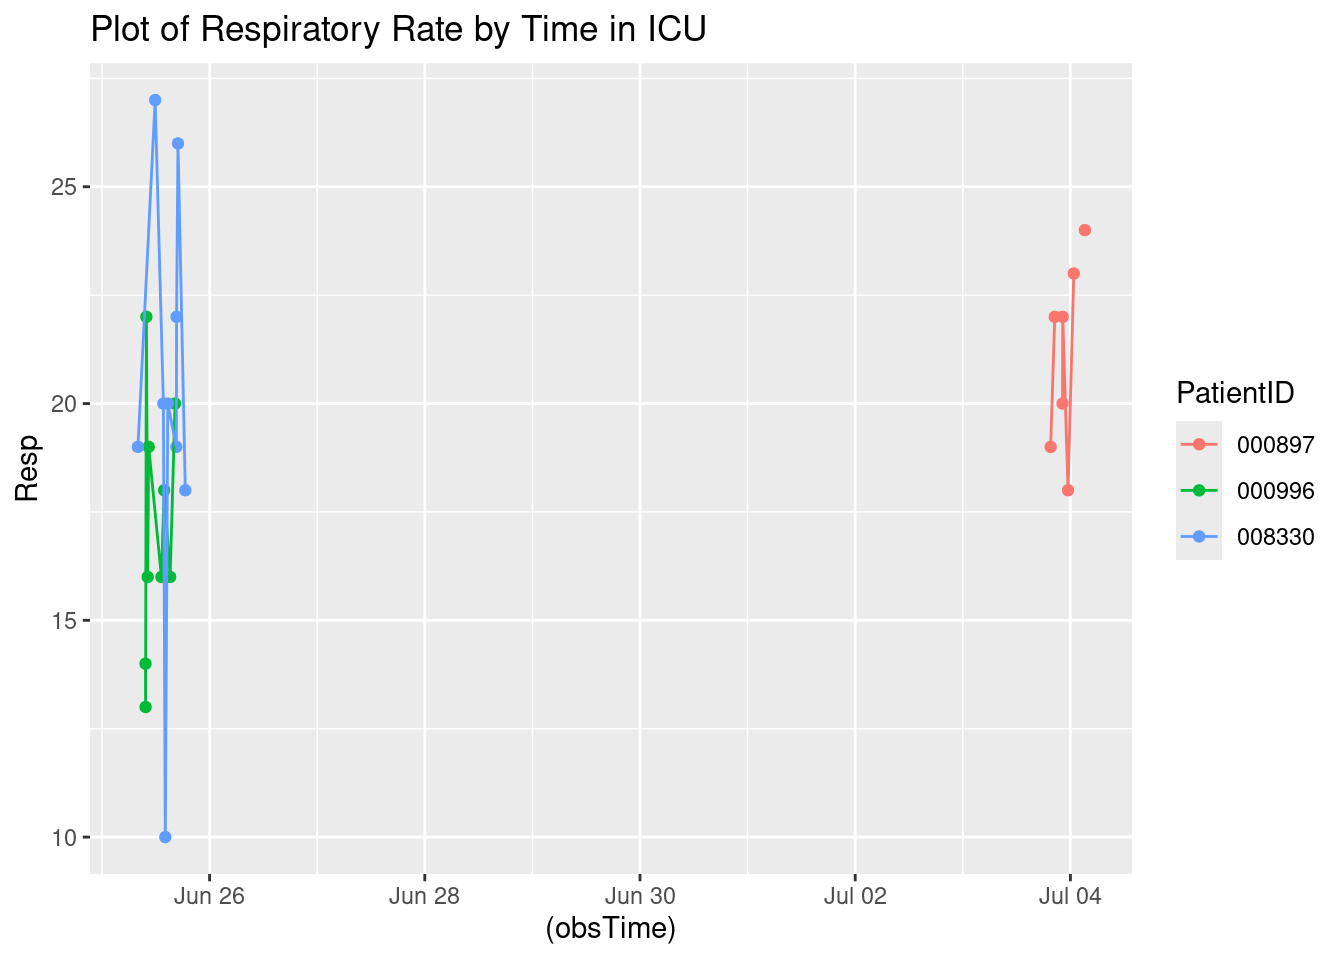 Plot of Respiratory Rate by Time in ICU
25
20
15
10
Resp
Jun 26
Jun 28
Jun 30
Jul 02
Jul 04
(obsTime)
PatientID
000897
000996
008330